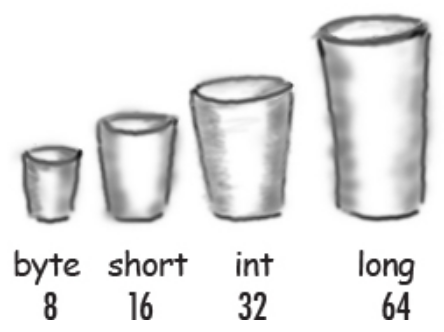 byte short int long
8 16 32 64